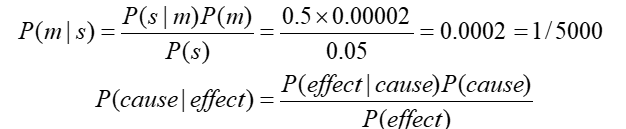 P(m | s) = P(s | m)P(m) / P(s) = 0.5 × 0.00002 / 0.05 = 0.0002 = 1/5000
P(cause | effect) = P(effect | cause)P(cause) / P(effect)